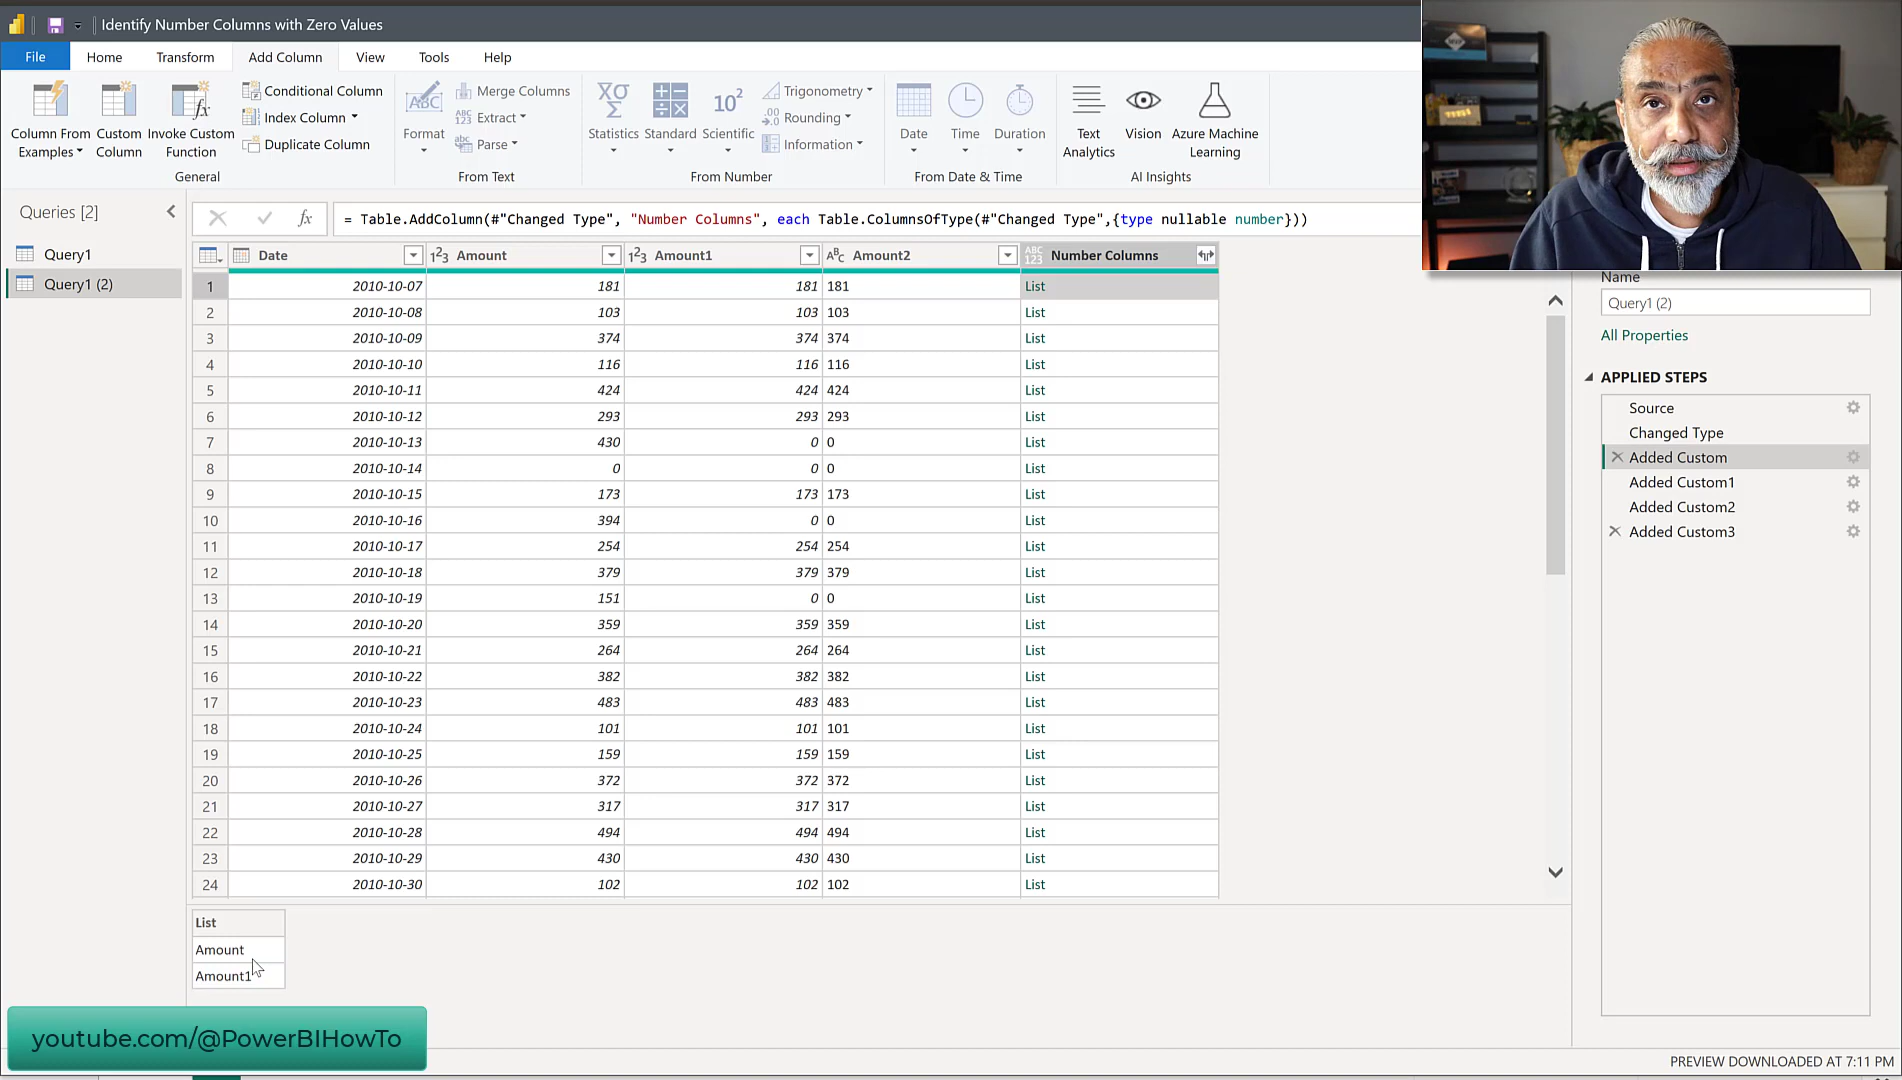 Identify Number Columns with Zero Values
File Home Transform Add Column View Tools Help
Column From Examples
Custom Column
Invoke Custom Function
Conditional Column
Index Column
Duplicate Column
General
ABC
Format
Merge Columns
ABC 123 Extract
abc Parse
From Text
ΧΣσ
Statistics
Standard
10²
Scientific
Trigonometry
.00 Rounding
Information
From Number
Date
Time
Duration
From Date & Time
Text Analytics
Vision
Azure Machine Learning
AI Insights
Queries [2]
Query1
Query1 (2)
fx = Table.AddColumn(#"Changed Type", "Number Columns", each Table.ColumnsOfType(#"Changed Type",{type nullable number}))
Date 123 Amount 123 Amount1 ABC Amount2 ABC 123 Number Columns
1 2010-10-07 181 181 181 List
2 2010-10-08 103 103 103 List
3 2010-10-09 374 374 374 List
4 2010-10-10 116 116 116 List
5 2010-10-11 424 424 424 List
6 2010-10-12 293 293 293 List
7 2010-10-13 430 0 0 List
8 2010-10-14 0 0 0 List
9 2010-10-15 173 173 173 List
10 2010-10-16 394 0 0 List
11 2010-10-17 254 254 254 List
12 2010-10-18 379 379 379 List
13 2010-10-19 151 0 0 List
14 2010-10-20 359 359 359 List
15 2010-10-21 264 264 264 List
16 2010-10-22 382 382 382 List
17 2010-10-23 483 483 483 List
18 2010-10-24 101 101 101 List
19 2010-10-25 159 159 159 List
20 2010-10-26 372 372 372 List
21 2010-10-27 317 317 317 List
22 2010-10-28 494 494 494 List
23 2010-10-29 430 430 430 List
24 2010-10-30 102 102 102 List
List
Amount
Amount1
Name
Query1 (2)
All Properties
APPLIED STEPS
Source
Changed Type
Added Custom
Added Custom1
Added Custom2
Added Custom3
youtube.com/@PowerBIHowTo
PREVIEW DOWNLOADED AT 7:11 PM